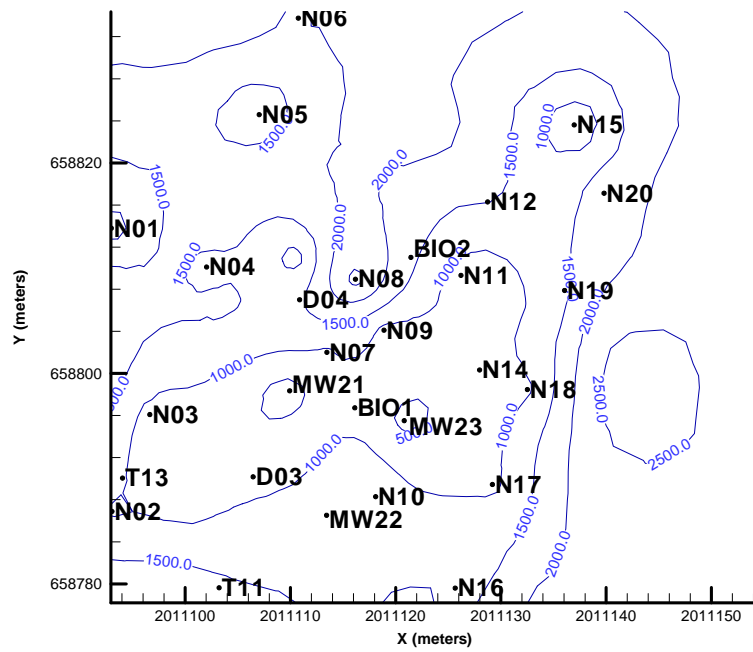 N06
N05
1500.0
N15
1000.0
1500.0
2000.0
658820
1500.0
N20
N12
2000.0
N01
BIO2
N04
1500.0
N08
1000.0
N11
1500.0
N19
2000.0
D04
1500.0
N09
Y (meters)
N07
1000.0
658800
N14
MW21
N18
2500.0
BIO1
N03
MW23
500.0
1000.0
2500.0
1000.0
T13
D03
N17
N10
N02
MW22
1500.0
2000.0
1500.0
658780
T11
N16
2011100
2011110
2011120
2011130
2011140
2011150
X (meters)